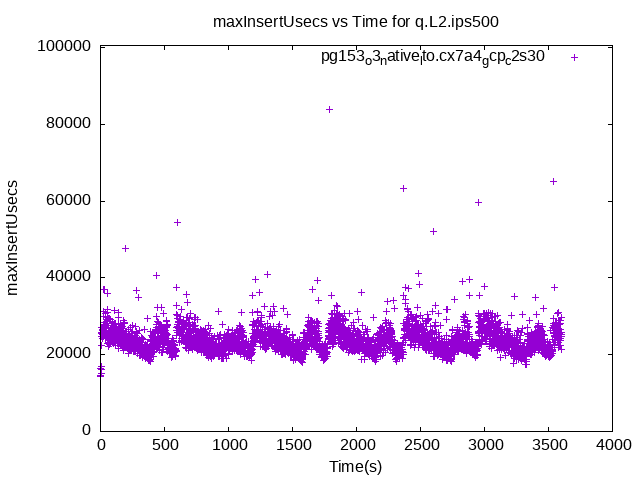 maxInsertUsecs vs Time for q.L2.ips500
pg153_o3_native_lto.cx7a4_gcp_c2s30
maxInsertUsecs
100000
80000
60000
40000
20000
0
0 500 1000 1500 2000 2500 3000 3500 4000
Time(s)